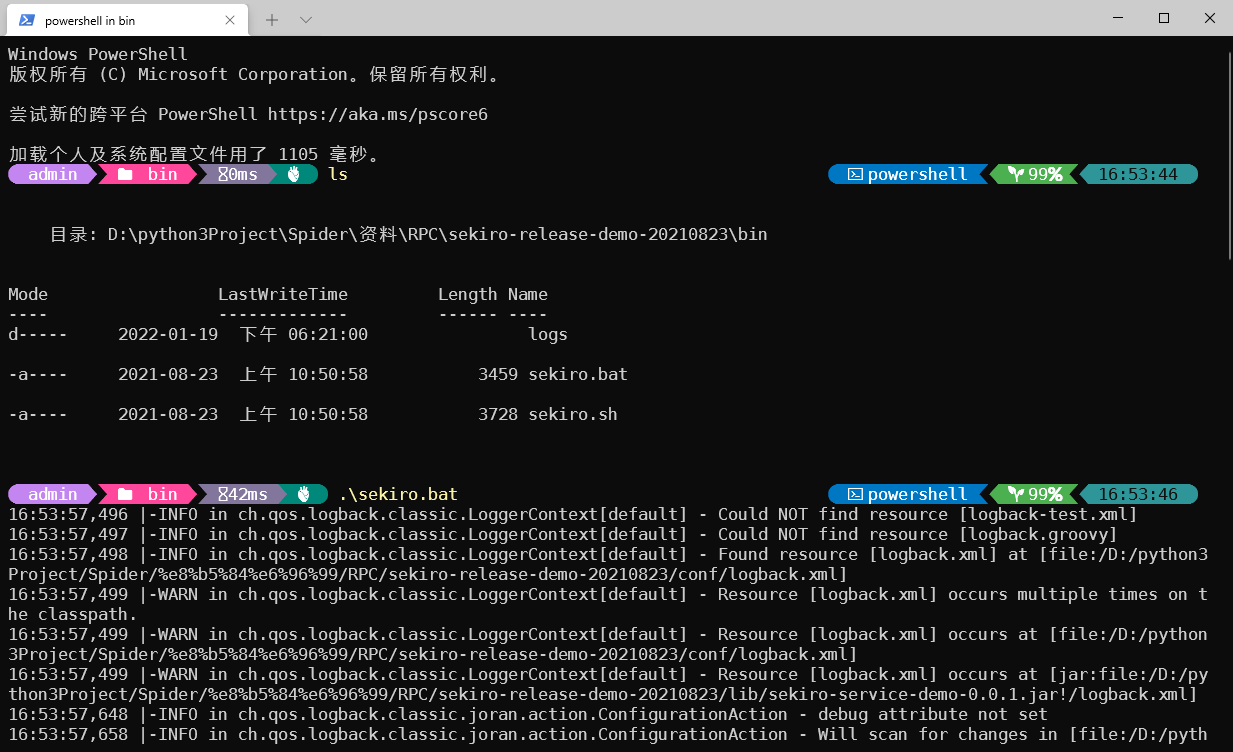 powershell in bin
Windows PowerShell
版权所有 (C) Microsoft Corporation。保留所有权利。
尝试新的跨平台 PowerShell https://aka.ms/pscore6
加载个人及系统配置文件用了 1105 毫秒。
admin bin 0ms ls powershell 99% 16:53:44
目录: D:\python3Project\Spider\资料\RPC\sekiro-release-demo-20210823\bin
Mode LastWriteTime Length Name
---- ------------- ------ ----
d----- 2022-01-19 下午 06:21:00 logs
-a---- 2021-08-23 上午 10:50:58 3459 sekiro.bat
-a---- 2021-08-23 上午 10:50:58 3728 sekiro.sh
admin bin 42ms .\sekiro.bat powershell 99% 16:53:46
16:53:57,496 |-INFO in ch.qos.logback.classic.LoggerContext[default] - Could NOT find resource [logback-test.xml]
16:53:57,497 |-INFO in ch.qos.logback.classic.LoggerContext[default] - Could NOT find resource [logback.groovy]
16:53:57,498 |-INFO in ch.qos.logback.classic.LoggerContext[default] - Found resource [logback.xml] at [file:/D:/python3
Project/Spider/%e8%b5%84%e6%96%99/RPC/sekiro-release-demo-20210823/conf/logback.xml]
16:53:57,499 |-WARN in ch.qos.logback.classic.LoggerContext[default] - Resource [logback.xml] occurs multiple times on t
he classpath.
16:53:57,499 |-WARN in ch.qos.logback.classic.LoggerContext[default] - Resource [logback.xml] occurs at [file:/D:/python
3Project/Spider/%e8%b5%84%e6%96%99/RPC/sekiro-release-demo-20210823/conf/logback.xml]
16:53:57,499 |-WARN in ch.qos.logback.classic.LoggerContext[default] - Resource [logback.xml] occurs at [jar:file:/D:/py
thon3Project/Spider/%e8%b5%84%e6%96%99/RPC/sekiro-release-demo-20210823/lib/sekiro-service-demo-0.0.1.jar!/logback.xml]
16:53:57,648 |-INFO in ch.qos.logback.classic.joran.action.ConfigurationAction - debug attribute not set
16:53:57,658 |-INFO in ch.qos.logback.classic.joran.action.ConfigurationAction - Will scan for changes in [file:/D:/pyth